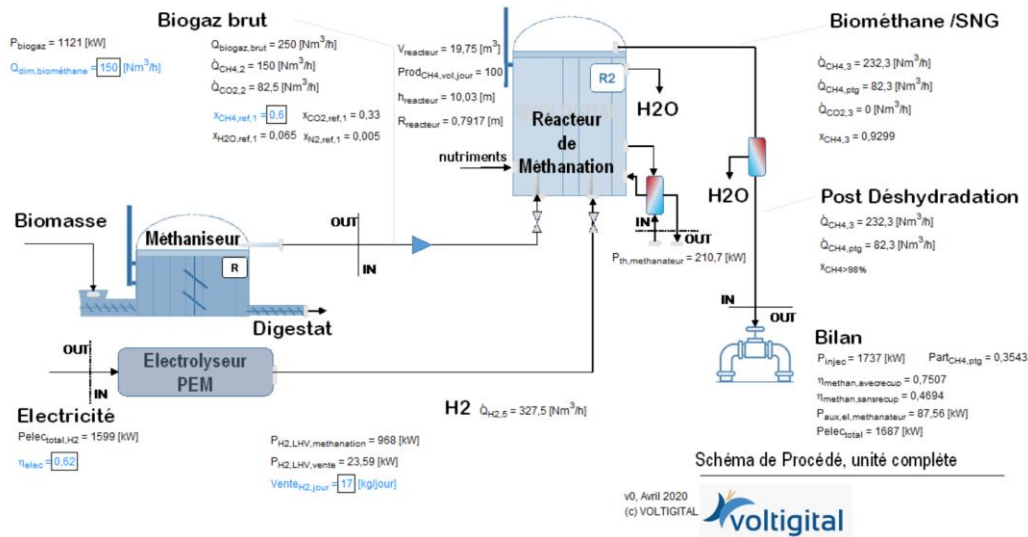 Biogaz brut
P_biogaz = 1121 [kW]
Q_dim,biométhane = 150 [Nm³/h]
Q_biogaz,brut = 250 [Nm³/h]
Q̇_CH4,2 = 150 [Nm³/h]
Q̇_CO2,2 = 82,5 [Nm³/h]
x_CH4,ref,1 = 0,6 x_CO2,ref,1 = 0,33
x_H2O,ref,1 = 0,065 x_N2,ref,1 = 0,005
V_reacteur = 19,75 [m³]
Prod_CH4,vol,jour = 100
h_reacteur = 10,03 [m]
R_reacteur = 0,7917 [m]
nutriments
R2
Réacteur
de
Méthanation
H2O
IN
OUT
P_th,methanateur = 210,7 [kW]
Biométhane /SNG
Q̇_CH4,3 = 232,3 [Nm³/h]
Q̇_CH4,ptg = 82,3 [Nm³/h]
Q̇_CO2,3 = 0 [Nm³/h]
x_CH4,3 = 0,9299
H2O
Post Déshydradation
Q̇_CH4,3 = 232,3 [Nm³/h]
Q̇_CH4,ptg = 82,3 [Nm³/h]
x_CH4>98%
IN
OUT
Biomasse
Méthaniseur
R
OUT
IN
Digestat
OUT
IN
Electrolyseur
PEM
Electricité
Pelec_total,H2 = 1599 [kW]
η_elec = 0,62
H2 Q̇_H2,5 = 327,5 [Nm³/h]
P_H2,LHV,methanation = 968 [kW]
P_H2,LHV,vente = 23,59 [kW]
Vente_H2,jour = 17 [kg/jour]
Bilan
P_injec = 1737 [kW] Part_CH4,ptg = 0,3543
η_methan,avecrecup = 0,7507
η_methan,sansrecup = 0,4694
P_aux,el,methanateur = 87,56 [kW]
Pelec_total = 1687 [kW]
Schéma de Procédé, unité complète
v0, Avril 2020
(c) VOLTIGITAL
voltigital